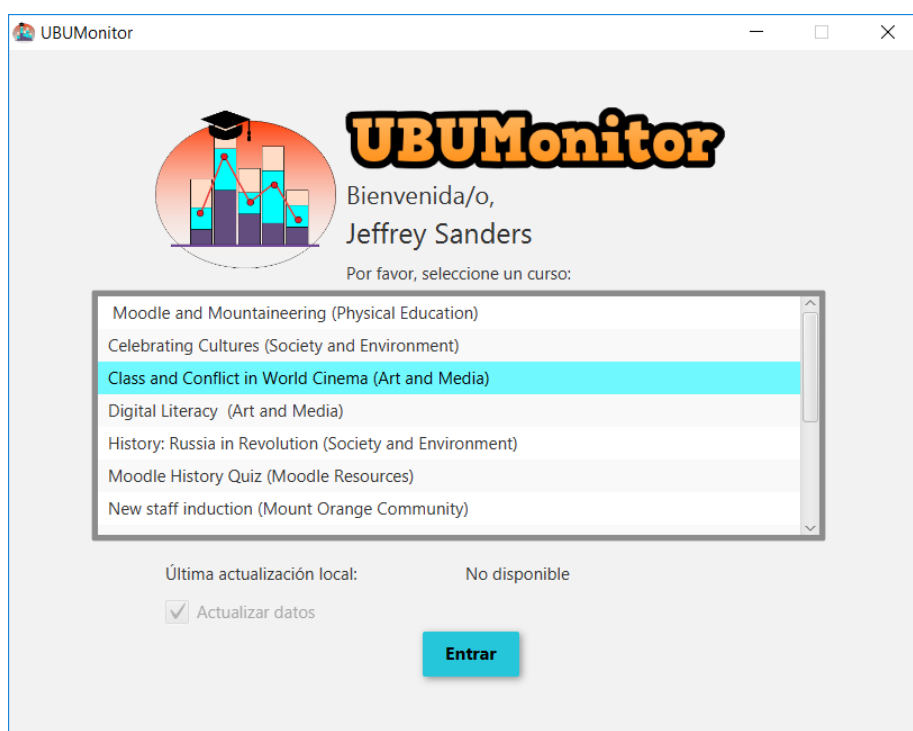 UBUMonitor
UBUMonitor
Bienvenida/o,
Jeffrey Sanders
Por favor, seleccione un curso:
Moodle and Mountaineering (Physical Education)
Celebrating Cultures (Society and Environment)
Class and Conflict in World Cinema (Art and Media)
Digital Literacy (Art and Media)
History: Russia in Revolution (Society and Environment)
Moodle History Quiz (Moodle Resources)
New staff induction (Mount Orange Community)
Última actualización local: No disponible
Actualizar datos
Entrar